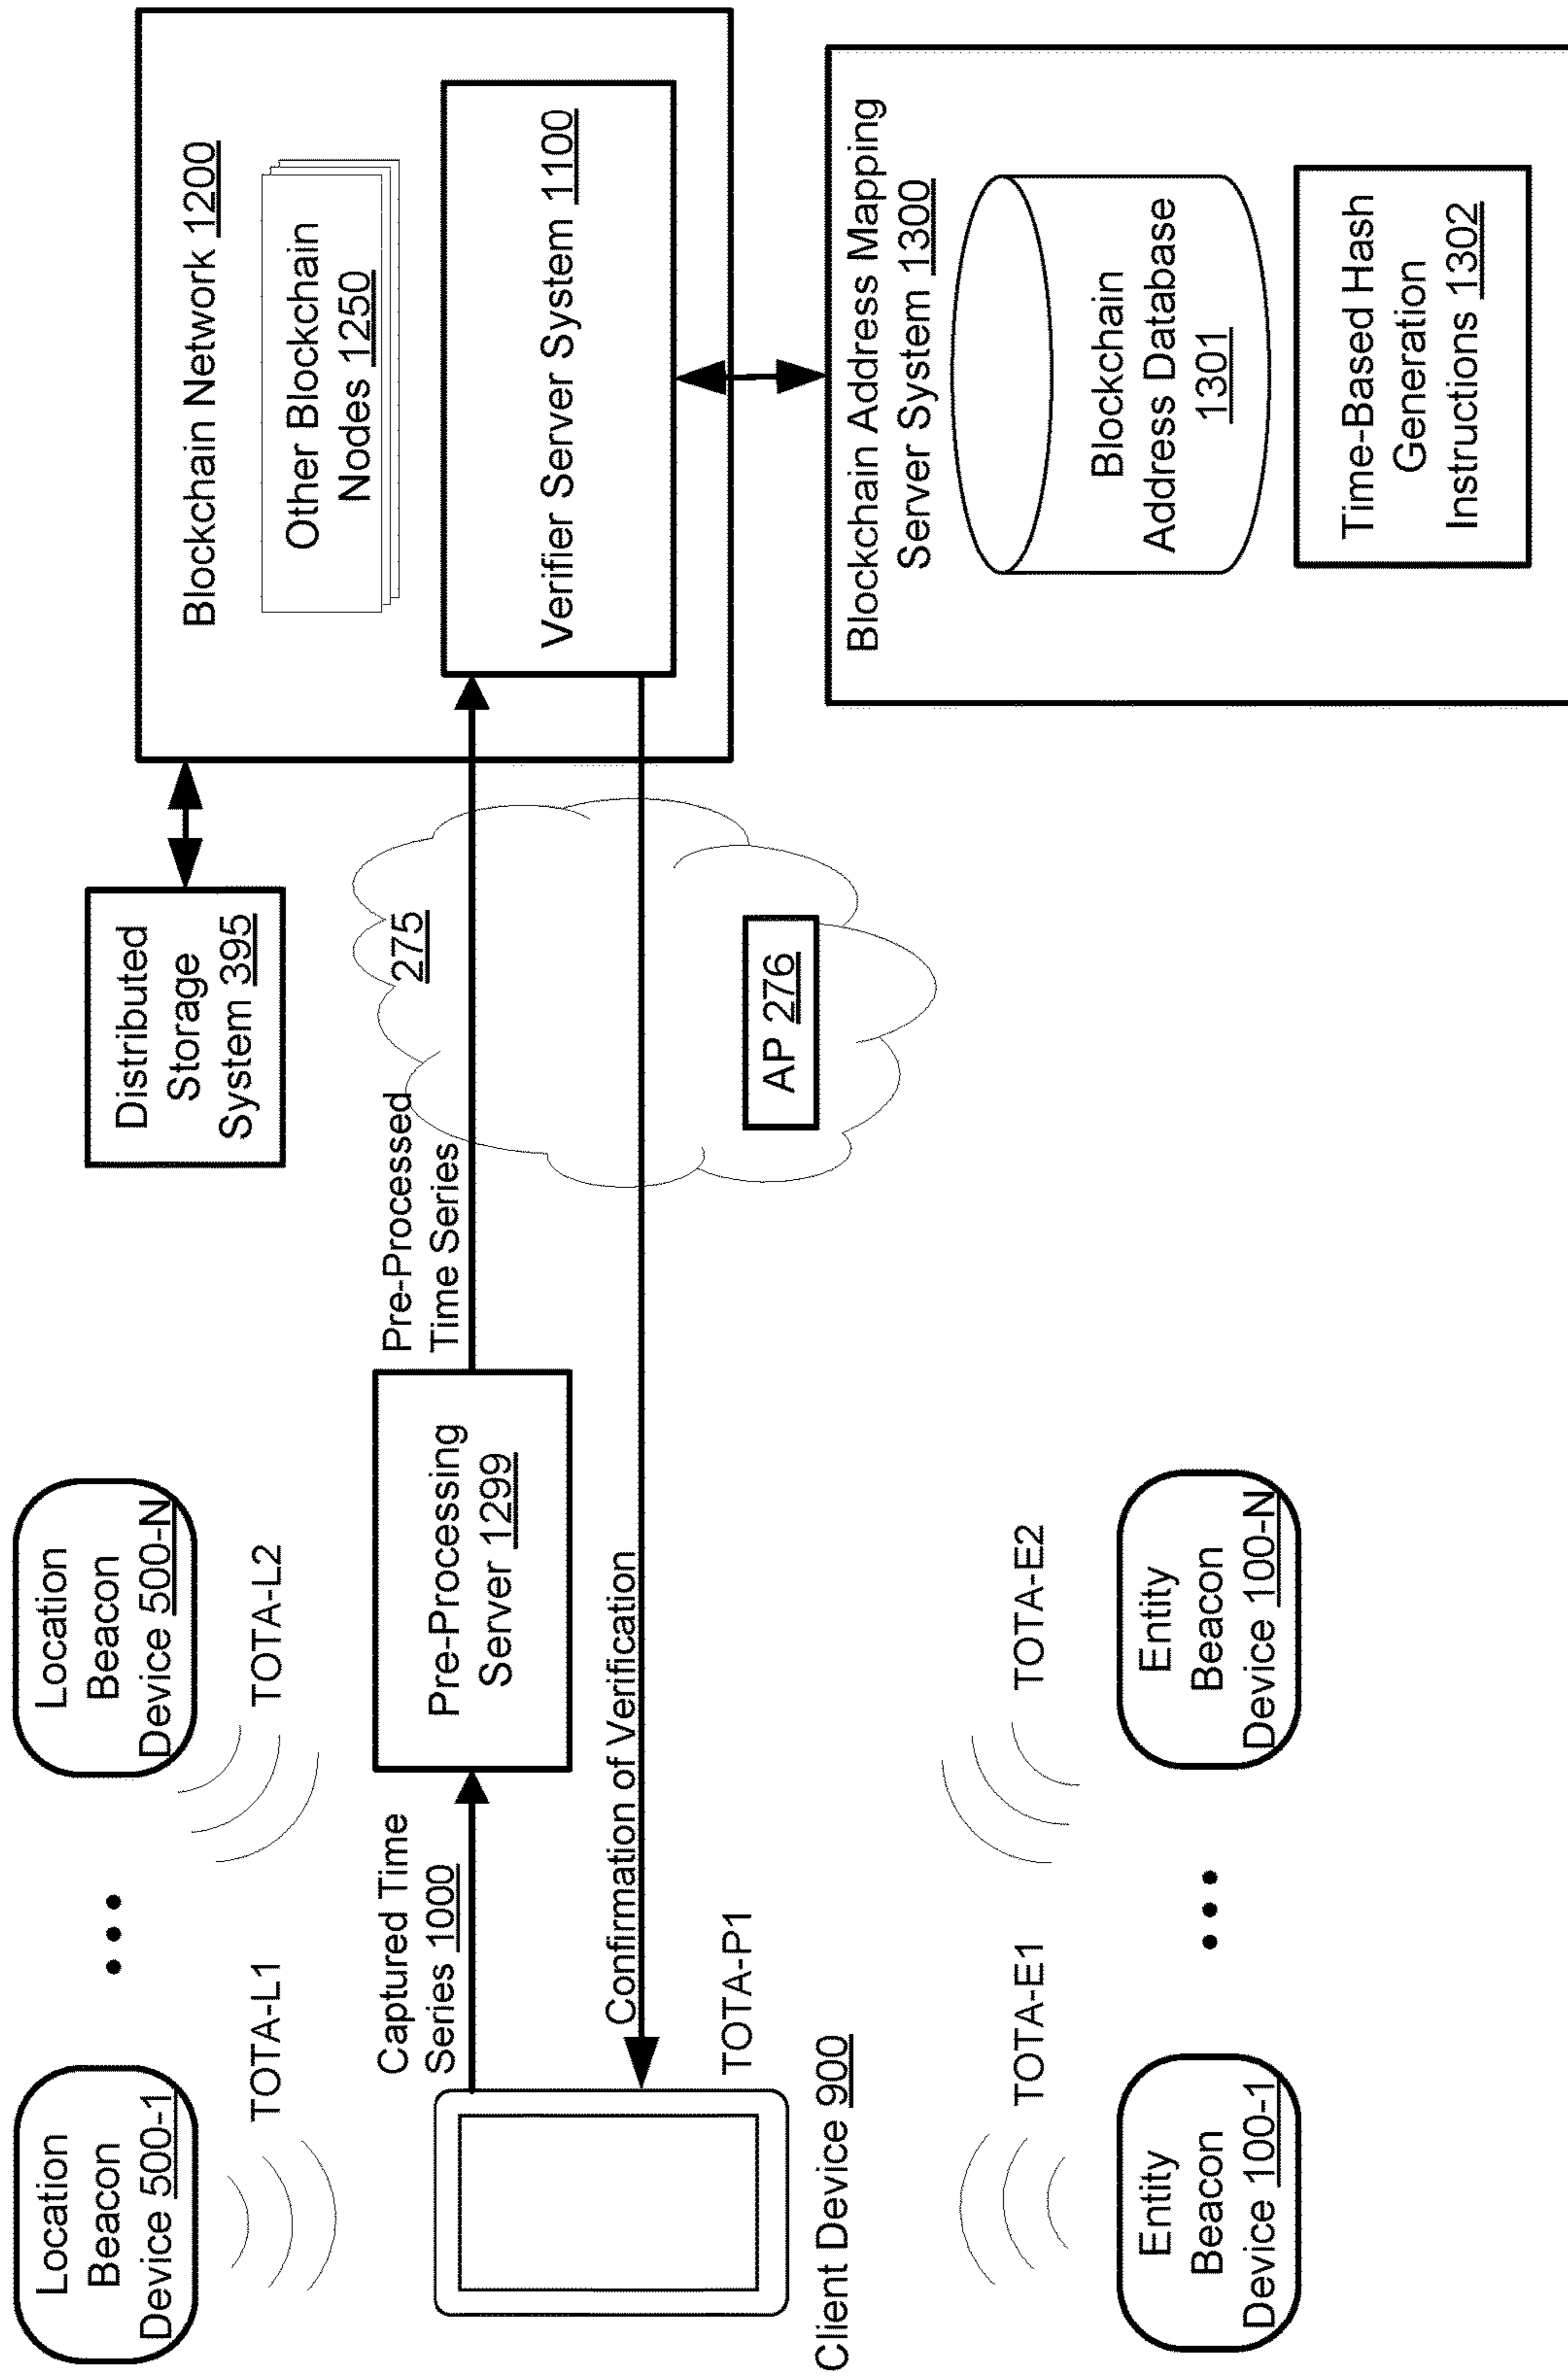 Location
Beacon
Device 500-1
TOTA-L1
Location
Beacon
Device 500-N
TOTA-L2
Distributed
Storage
System 395
Blockchain Network 1200
Other Blockchain
Nodes 1250
Verifier Server System 1100
Captured Time
Series 1000
Pre-Processing
Server 1299
Pre-Processed
Time Series
275
Confirmation of Verification
TOTA-P1
Client Device 900
AP 276
Blockchain Address Mapping
Server System 1300
Blockchain
Address Database
1301
Time-Based Hash
Generation
Instructions 1302
TOTA-E1
Entity
Beacon
Device 100-1
TOTA-E2
Entity
Beacon
Device 100-N